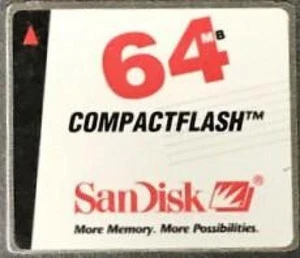 64MB
COMPACTFLASH™
SanDisk®
More Memory. More Possibilities.